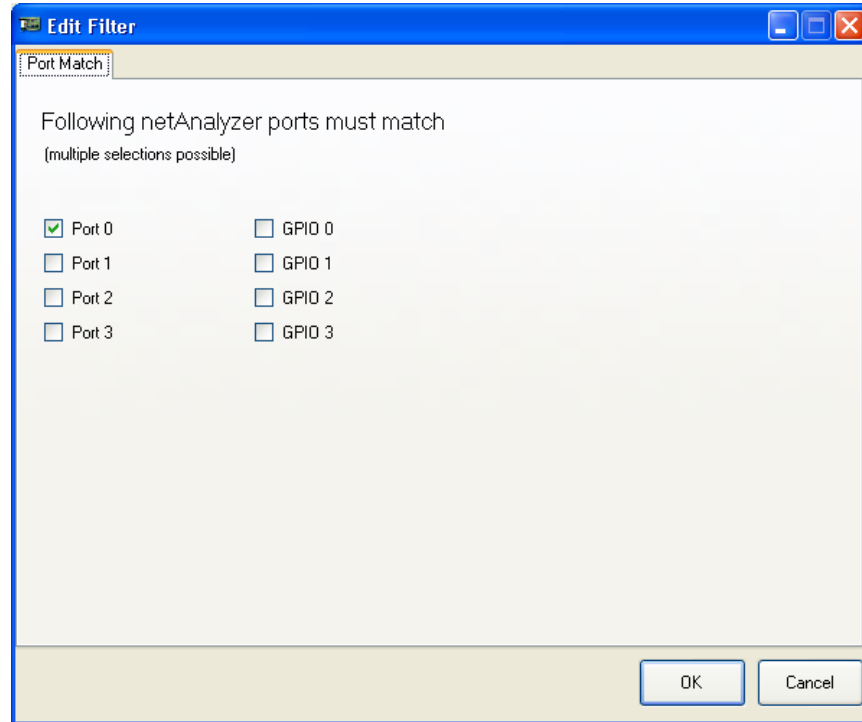 Edit Filter
Port Match
Following netAnalyzer ports must match
(multiple selections possible)
Port 0 GPIO 0
Port 1 GPIO 1
Port 2 GPIO 2
Port 3 GPIO 3
OK Cancel